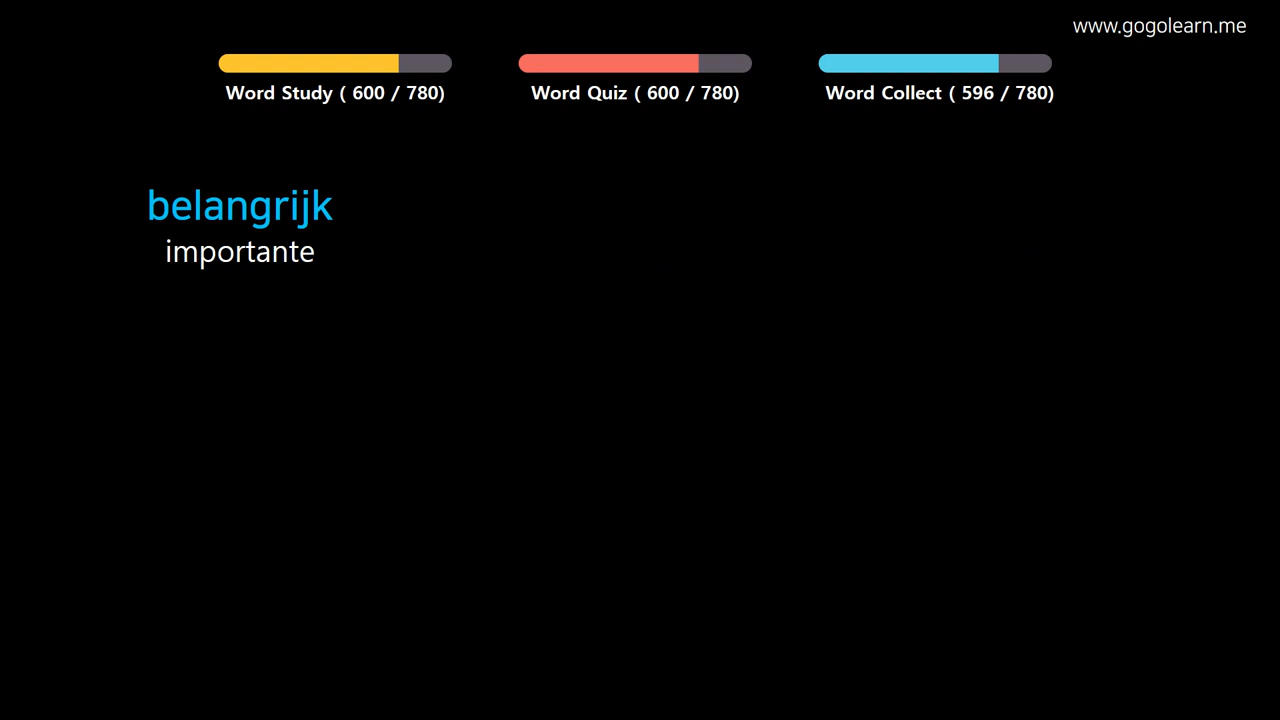 www.gogolearn.me
Word Study ( 600 / 780)
Word Quiz ( 600 / 780)
Word Collect ( 596 / 780)
belangrijk
importante